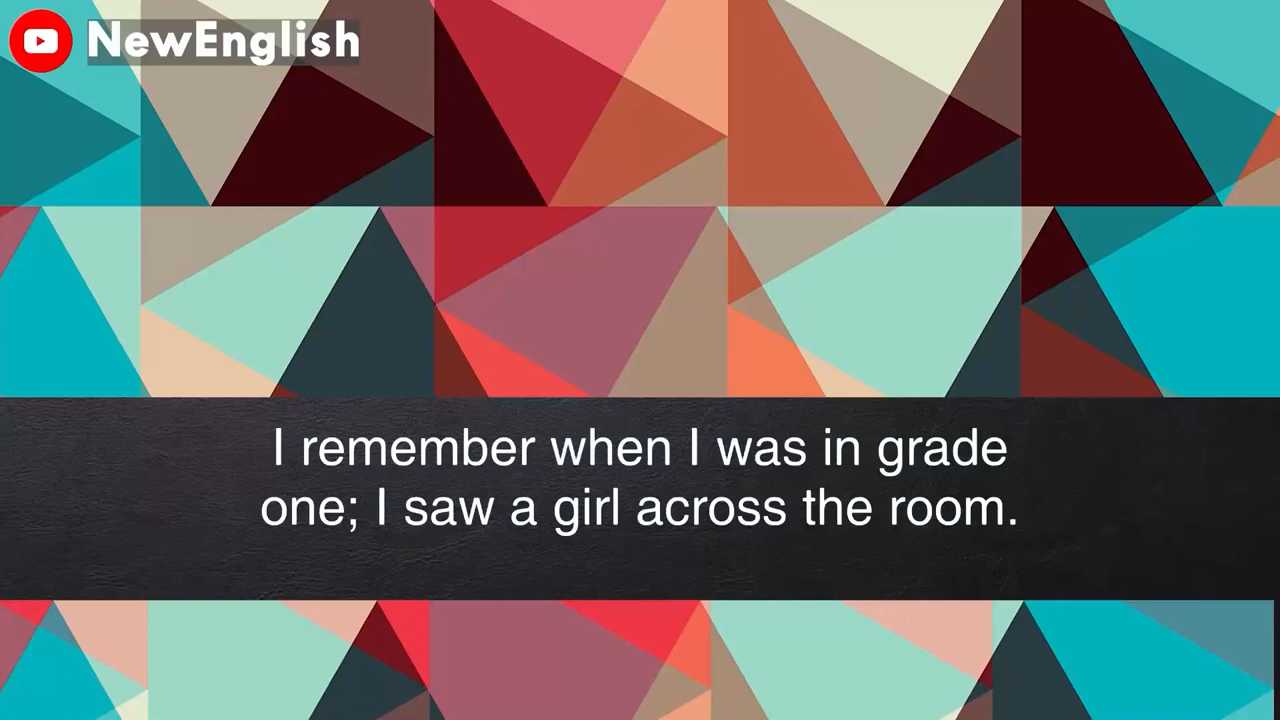 NewEnglish
I remember when I was in grade
one; I saw a girl across the room.